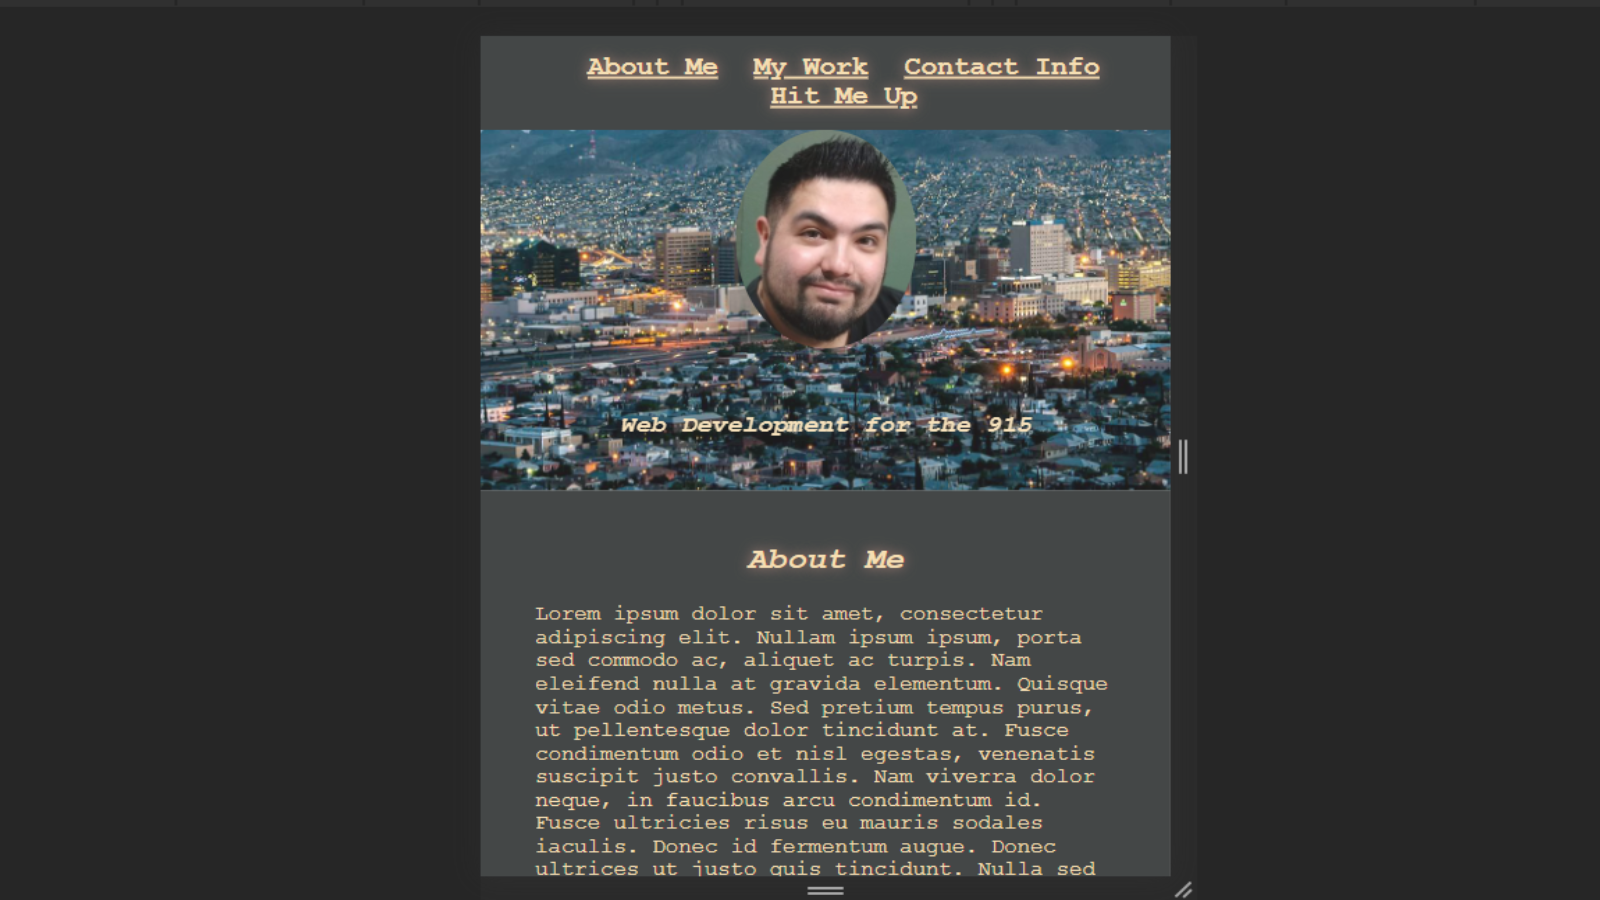 About Me My Work Contact Info
Hit Me Up
Web Development for the 915
About Me
Lorem ipsum dolor sit amet, consectetur
adipiscing elit. Nullam ipsum ipsum, porta
sed commodo ac, aliquet ac turpis. Nam
eleifend nulla at gravida elementum. Quisque
vitae odio metus. Sed pretium tempus purus,
ut pellentesque dolor tincidunt at. Fusce
condimentum odio et nisl egestas, venenatis
suscipit justo convallis. Nam viverra dolor
neque, in faucibus arcu condimentum id.
Fusce ultricies risus eu mauris sodales
iaculis. Donec id fermentum augue. Donec
ultrices ut justo quis tincidunt. Nulla sed